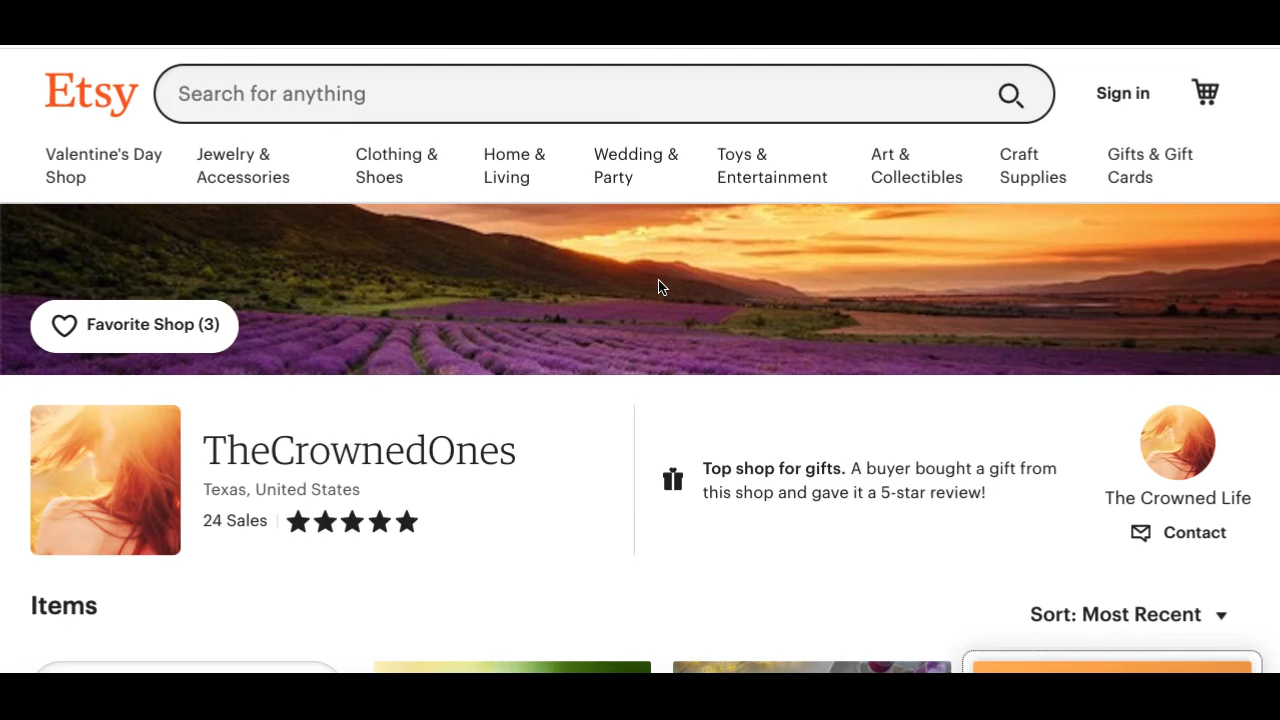 Etsy
Search for anything
Sign in
Valentine's Day
Shop
Jewelry &
Accessories
Clothing &
Shoes
Home &
Living
Wedding &
Party
Toys &
Entertainment
Art &
Collectibles
Craft
Supplies
Gifts & Gift
Cards
Favorite Shop (3)
TheCrownedOnes
Texas, United States
24 Sales
Top shop for gifts. A buyer bought a gift from
this shop and gave it a 5-star review!
The Crowned Life
Contact
Items
Sort: Most Recent